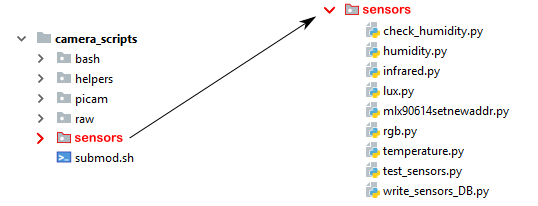 camera_scripts
bash
helpers
picam
raw
sensors
submod.sh
sensors
check_humidity.py
humidity.py
infrared.py
lux.py
mlx90614setnewaddr.py
rgb.py
temperature.py
test_sensors.py
write_sensors_DB.py